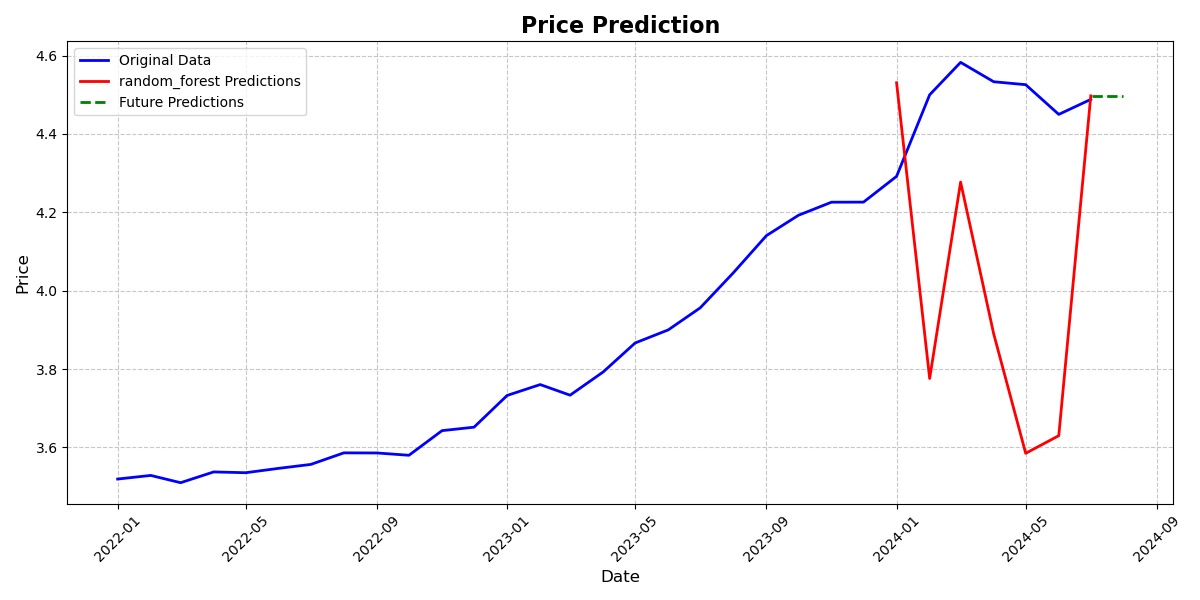 Price Prediction
Original Data
random_forest Predictions
Future Predictions
Price
4.6
4.4
4.2
4.0
3.8
3.6
2022-01
2022-05
2022-09
2023-01
2023-05
2023-09
2024-01
2024-05
2024-09
Date